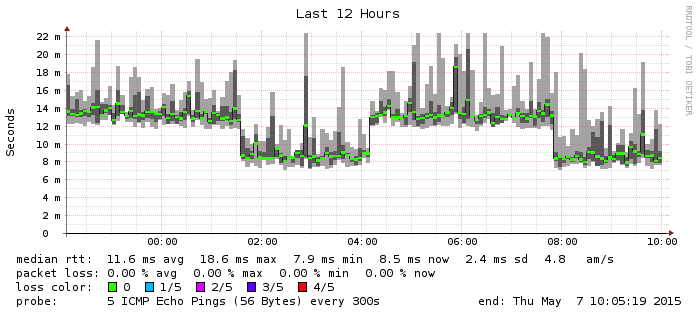 Last 12 Hours
RRDTOOL / TOBI OETIKER
Seconds
22 m
20 m
18 m
16 m
14 m
12 m
10 m
8 m
6 m
4 m
2 m
0
00:00 02:00 04:00 06:00 08:00 10:00
median rtt: 11.6 ms avg 18.6 ms max 7.9 ms min 8.5 ms now 2.4 ms sd 4.8 am/s
packet loss: 0.00 % avg 0.00 % max 0.00 % min 0.00 % now
loss color: 0 1/5 2/5 3/5 4/5
probe: 5 ICMP Echo Pings (56 Bytes) every 300s end: Thu May 7 10:05:19 2015